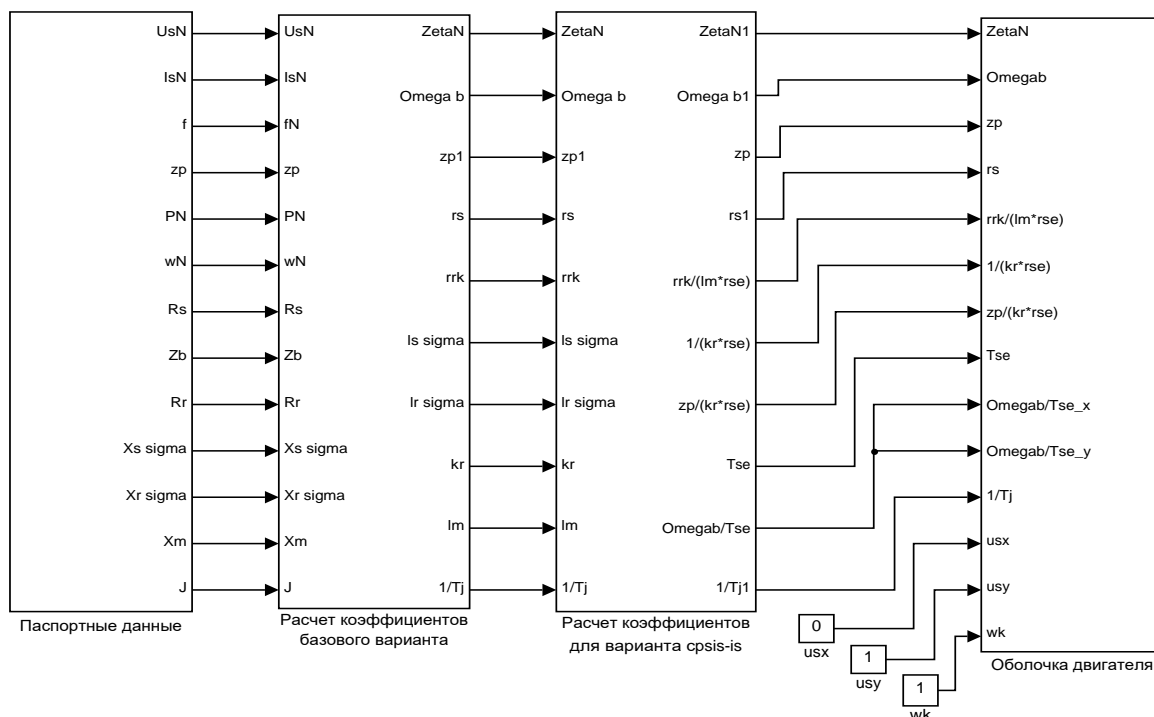 UsN
IsN
f
zp
PN
wN
Rs
Zb
Rr
Xs sigma
Xr sigma
Xm
J
Паспортные данные
UsN
IsN
fN
zp
PN
wN
Rs
Zb
Rr
Xs sigma
Xr sigma
Xm
J
ZetaN
Omega b
zp1
rs
rrk
ls sigma
lr sigma
kr
lm
1/Tj
Расчет коэффициентов
базового варианта
ZetaN
Omega b
zp1
rs
rrk
ls sigma
lr sigma
kr
lm
1/Tj
ZetaN1
Omega b1
zp
rs1
rrk/(lm*rse)
1/(kr*rse)
zp/(kr*rse)
Tse
Omegab/Tse
1/Tj1
Расчет коэффициентов
для варианта cpsis-is
ZetaN
Omegab
zp
rs
rrk/(lm*rse)
1/(kr*rse)
zp/(kr*rse)
Tse
Omegab/Tse_x
Omegab/Tse_y
1/Tj
usx
usy
wk
Оболочка двигателя
0
usx
1
usy
1
wk